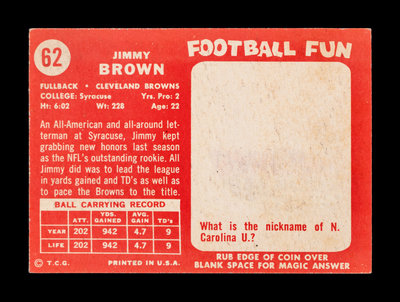 62
JIMMY
BROWN
FULLBACK • CLEVELAND BROWNS
COLLEGE: Syracuse Yrs. Pro: 2
Ht: 6:02 Wt: 228 Age: 22
An All-American and all-around let-
terman at Syracuse, Jimmy kept
grabbing new honors last season
as the NFL's outstanding rookie. All
Jimmy did was to lead the league
in yards gained and TD's as well as
to pace the Browns to the title.
BALL CARRYING RECORD
ATT. YDS. GAINED AVG. GAIN TD's
YEAR 202 942 4.7 9
LIFE 202 942 4.7 9
© T.C.G. PRINTED IN U.S.A.
FOOTBALL FUN
What is the nickname of N.
Carolina U.?
RUB EDGE OF COIN OVER
BLANK SPACE FOR MAGIC ANSWER